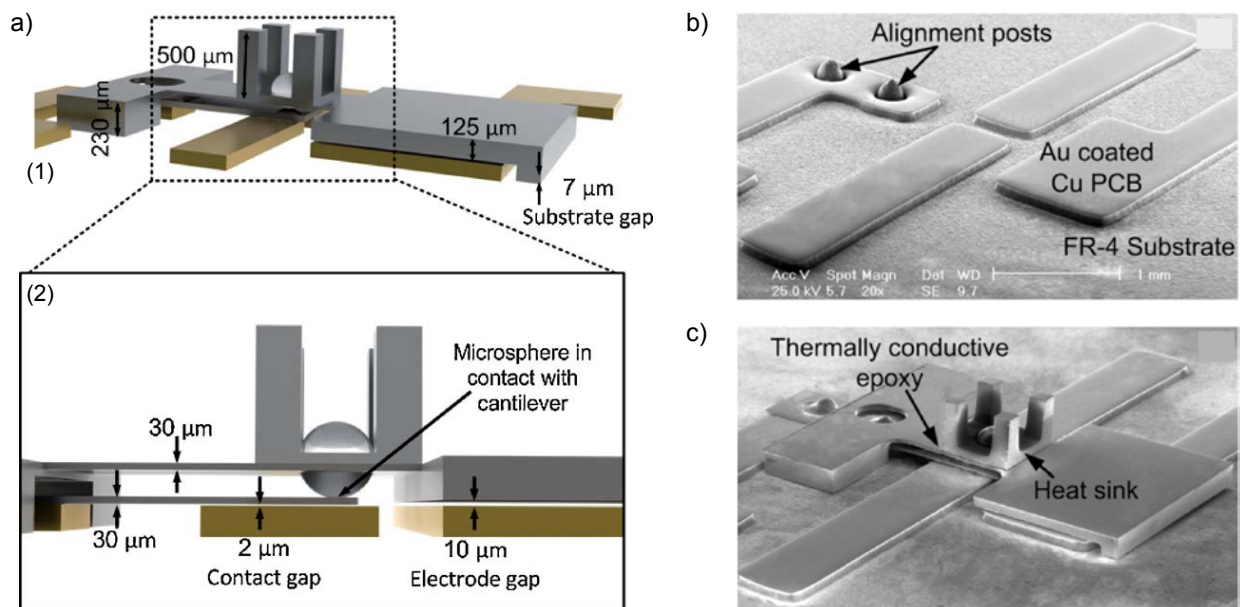 a)
500 µm
230 µm
125 µm
(1)
7 µm
Substrate gap
(2)
Microsphere in
contact with
cantilever
30 µm
30 µm
2 µm
Contact gap
10 µm
Electrode gap
b)
Alignment posts
Au coated
Cu PCB
FR-4 Substrate
Acc.V Spot Magn Det WD
25.0 kV 5.7 20x SE 9.7
1 mm
c)
Thermally conductive
epoxy
Heat sink